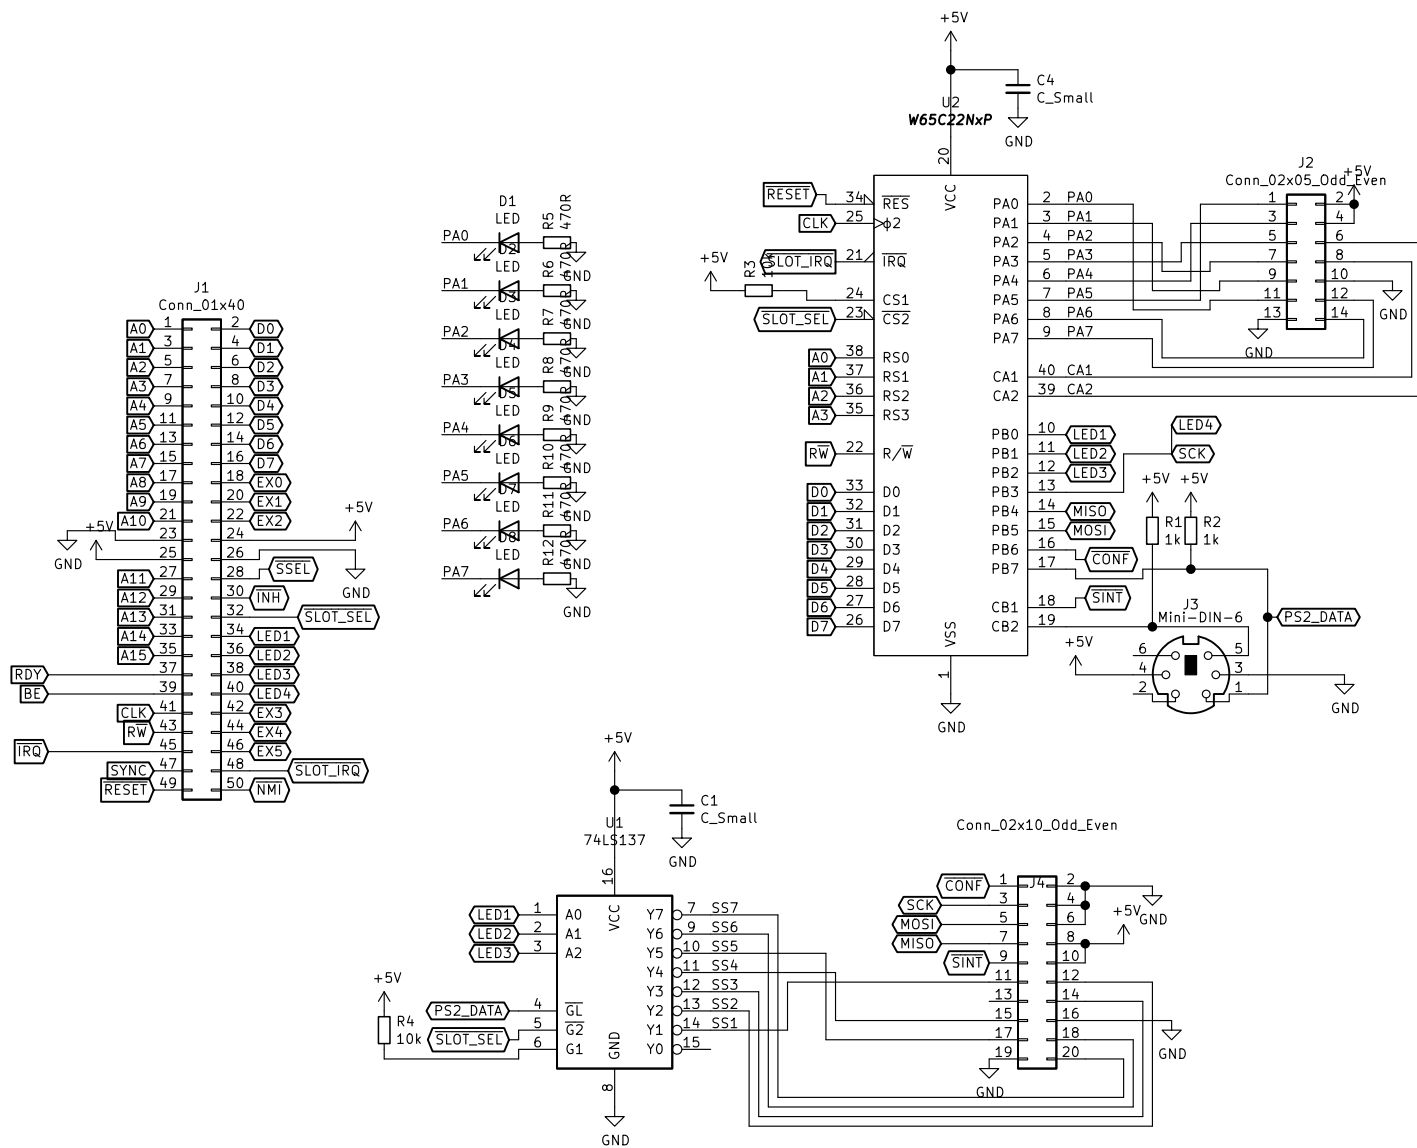 +5V
C4
C_Small
GND
U2
W65C22NxP
20
VCC
RESET
34
RES
CLK
25
ϕ2
SLOT_IRQ
21
IRQ
+5V
R3
24
CS1
SLOT_SEL
23
CS2
A0
38
RS0
A1
37
RS1
A2
36
RS2
A3
35
RS3
RW
22
R/W
D0
33
D0
D1
32
D1
D2
31
D2
D3
30
D3
D4
29
D4
D5
28
D5
D6
27
D6
D7
26
D7
VSS
1
GND
PA0 2 PA0
PA1 3 PA1
PA2 4 PA2
PA3 5 PA3
PA4 6 PA4
PA5 7 PA5
PA6 8 PA6
PA7 9 PA7
CA1 40 CA1
CA2 39 CA2
PB0 10 LED1
PB1 11 LED2
PB2 12 LED3
PB3 13
LED4
SCK
PB4 14 MISO
PB5 15 MOSI
PB6 16 CONF
PB7 17
CB1 18 SINT
CB2 19
J2
Conn_02x05_Odd_Even
+5V
1 2
3 4
5 6
7 8
9 10
11 12
13 14
GND
GND
+5V
+5V
R1
1k
R2
1k
J3
Mini-DIN-6
PS2_DATA
+5V
6 5
4 3
2 1
GND
D1
LED
PA0
R5
470R
GND
D2
LED
PA1
R6
470R
GND
D3
LED
PA2
R7
470R
GND
D4
LED
PA3
R8
470R
GND
D5
LED
PA4
R9
470R
GND
D6
LED
PA5
R10
470R
GND
D7
LED
PA6
R11
470R
GND
D8
LED
PA7
R12
470R
GND
J1
Conn_01x40
A0 1 2 D0
A1 3 4 D1
A2 5 6 D2
A3 7 8 D3
A4 9 10 D4
A5 11 12 D5
A6 13 14 D6
A7 15 16 D7
A8 17 18 EX0
A9 19 20 EX1
A10 21 22 EX2
+5V
GND
23 24
+5V
25 26
GND
A11 27 28 SSEL
A12 29 30 INH
A13 31 32 SLOT_SEL
A14 33 34 LED1
A15 35 36 LED2
RDY 37 38 LED3
BE 39 40 LED4
CLK 41 42 EX3
RW 43 44 EX4
IRQ 45 46 EX5
SYNC 47 48 SLOT_IRQ
RESET 49 50 NMI
+5V
C1
C_Small
GND
U1
74LS137
16
VCC
LED1 1 A0
LED2 2 A1
LED3 3 A2
PS2_DATA 4 GL
SLOT_SEL 5 G2
6 G1
+5V
R4
10k
GND
8
GND
Y7 7 SS7
Y6 9 SS6
Y5 10 SS5
Y4 11 SS4
Y3 12 SS3
Y2 13 SS2
Y1 14 SS1
Y0 15
Conn_02x10_Odd_Even
J4
CONF 1 2
SCK 3 4
MOSI 5 6
MISO 7 8
SINT 9 10
11 12
13 14
15 16
17 18
19 20
GND
+5V
GND
GND